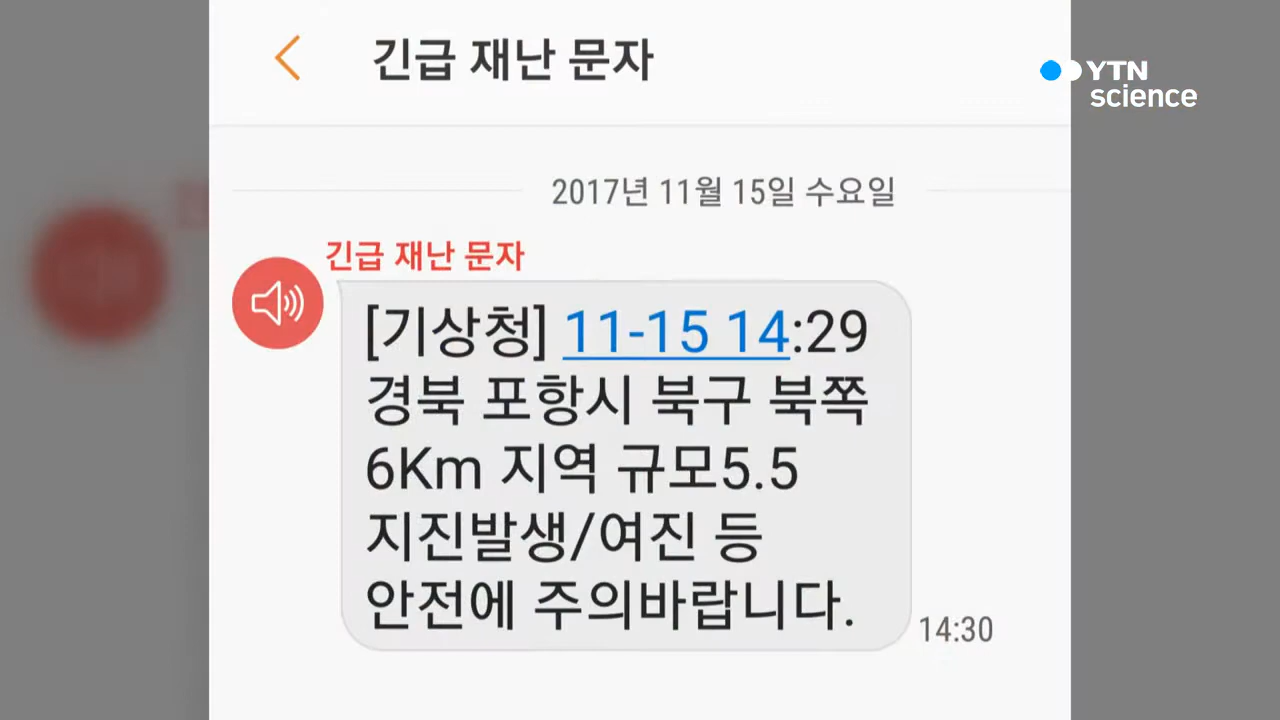 긴급 재난 문자
YTN
science
2017년 11월 15일 수요일
긴급 재난 문자
[기상청] 11-15 14:29
경북 포항시 북구 북쪽
6Km 지역 규모5.5
지진발생/여진 등
안전에 주의바랍니다.
14:30